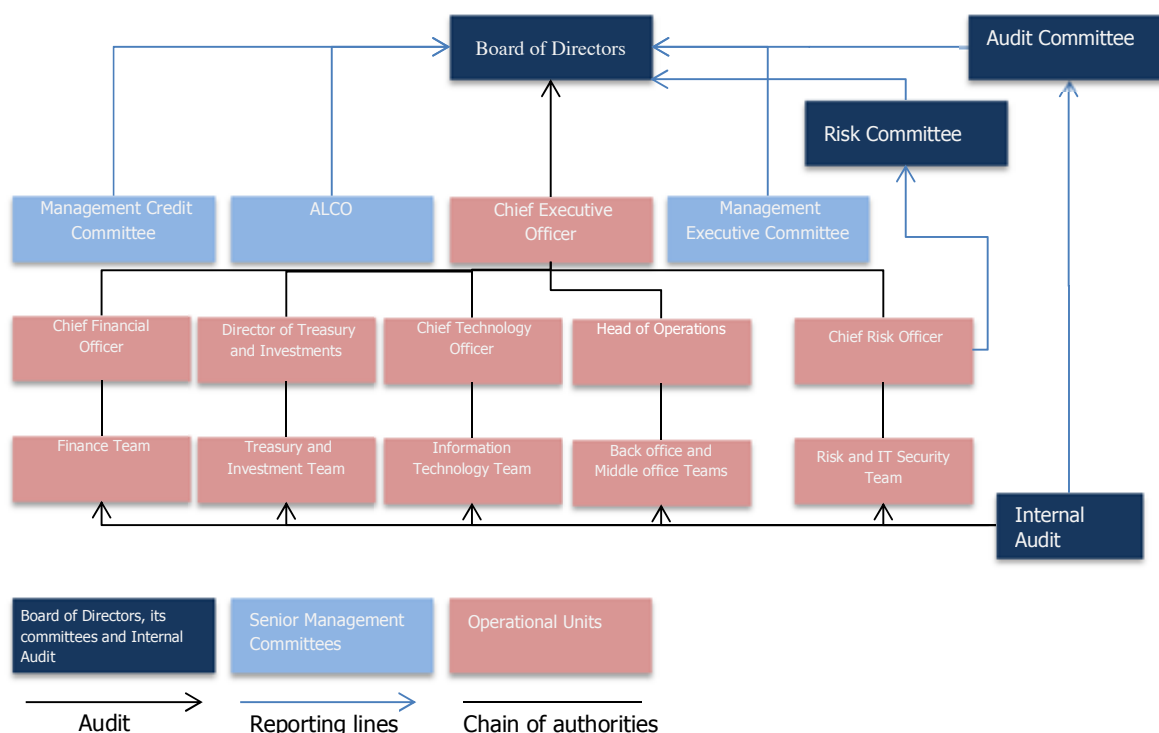 Board of Directors
Audit Committee
Risk Committee
Management Credit
Committee
ALCO
Chief Executive
Officer
Management
Executive Committee
Chief Financial
Officer
Director of Treasury
and Investments
Chief Technology
Officer
Head of Operations
Chief Risk Officer
Finance Team
Treasury and
Investment Team
Information
Technology Team
Back office and
Middle office Teams
Risk and IT Security
Team
Internal
Audit
Board of Directors, its
committees and Internal
Audit
Senior Management
Committees
Operational Units
Audit
Reporting lines
Chain of authorities